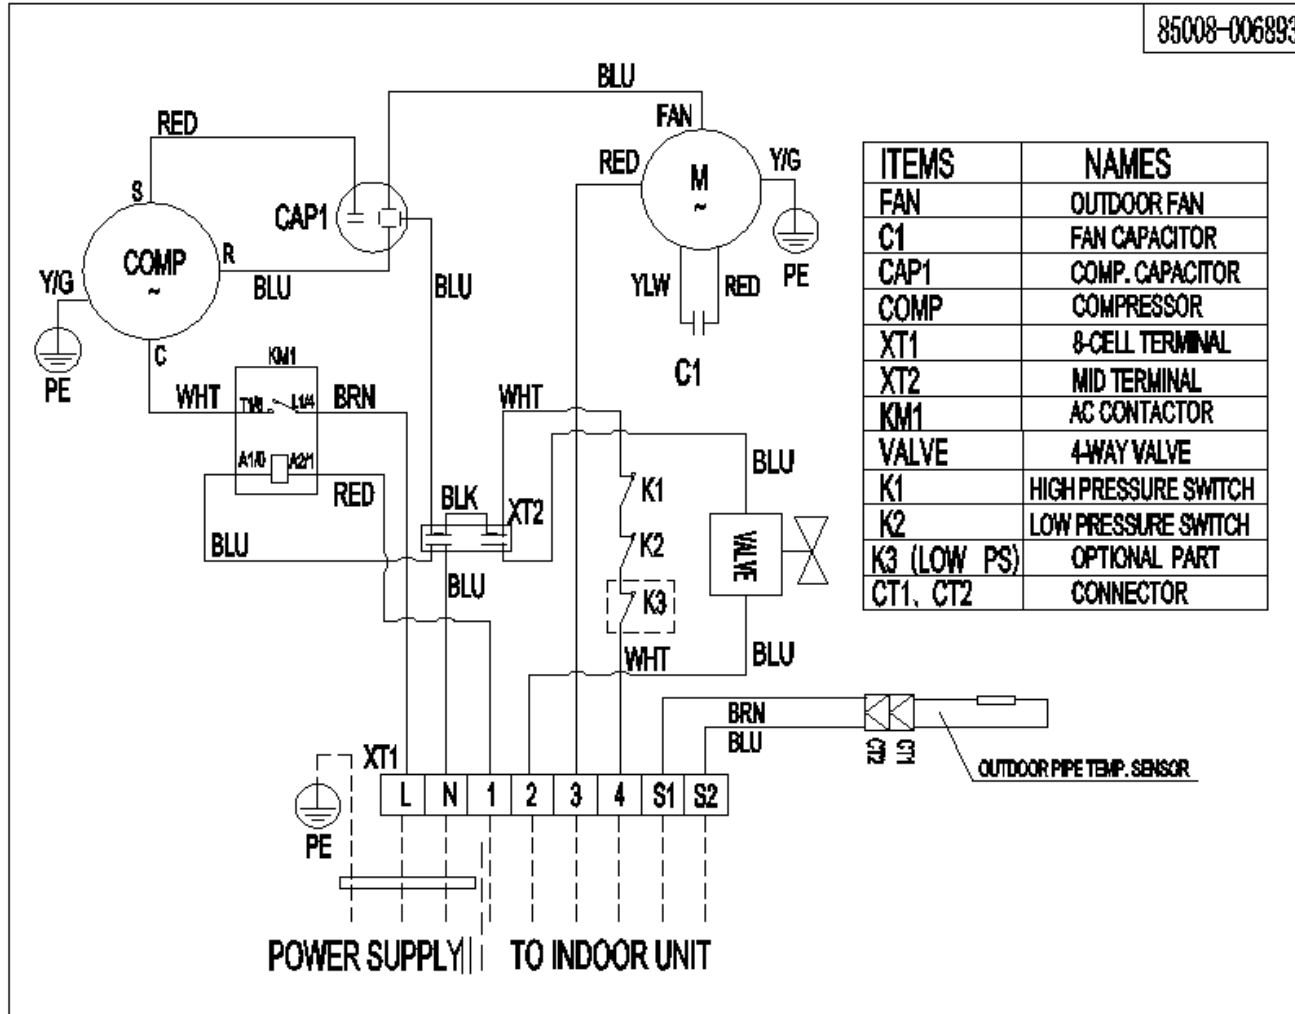 85008-006893
BLU
RED
FAN
RED
Y/G
M
~
S
CAP1
R
COMP
~
Y/G
BLU
BLU
YLW
RED
PE
PE
C
KM1
C1
WHT
T1/6
L1/4
BRN
WHT
A1/0
A2/1
RED
BLK
XT2
K1
BLU
BLU
K2
VALVE
BLU
K3
WHT
BLU
BRN
BLU
CT2
CT1
OUTDOOR PIPE TEMP. SENSOR
XT1
PE
L N 1 2 3 4 S1 S2
POWER SUPPLY
TO INDOOR UNIT
ITEMS NAMES
FAN OUTDOOR FAN
C1 FAN CAPACITOR
CAP1 COMP. CAPACITOR
COMP COMPRESSOR
XT1 8-CELL TERMINAL
XT2 MID TERMINAL
KM1 AC CONTACTOR
VALVE 4-WAY VALVE
K1 HIGH PRESSURE SWITCH
K2 LOW PRESSURE SWITCH
K3 (LOW PS) OPTIONAL PART
CT1、CT2 CONNECTOR